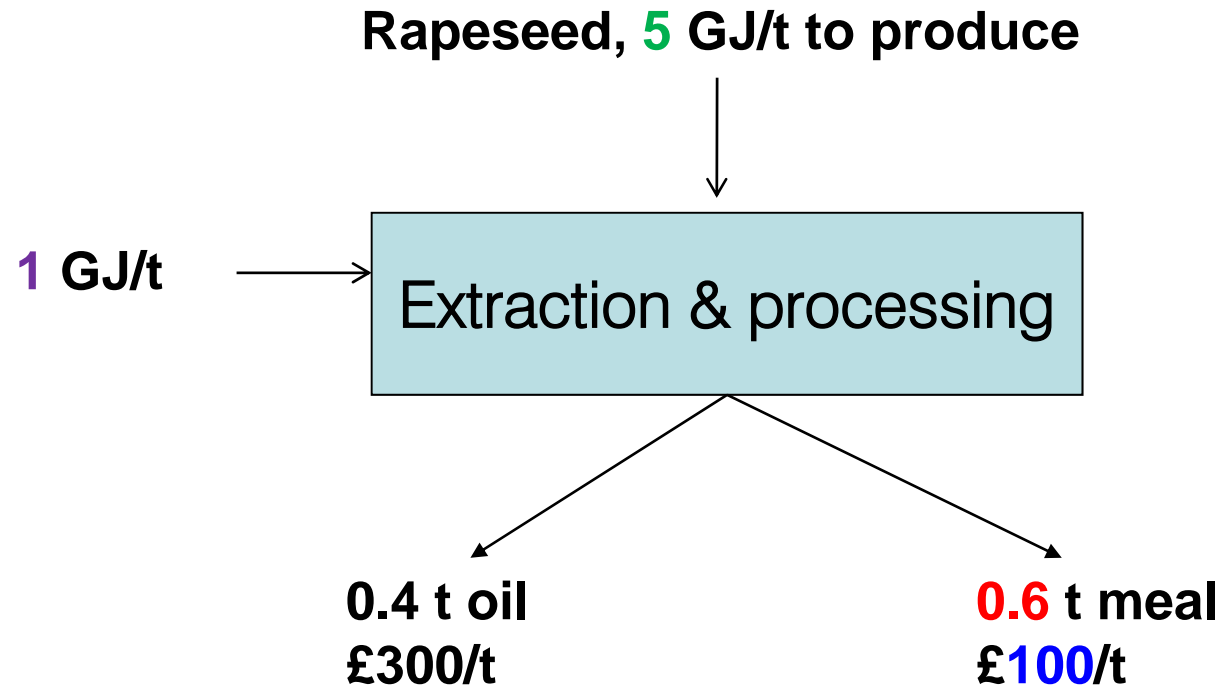 Rapeseed, 5 GJ/t to produce
1 GJ/t
Extraction & processing
0.4 t oil
£300/t
0.6 t meal
£100/t